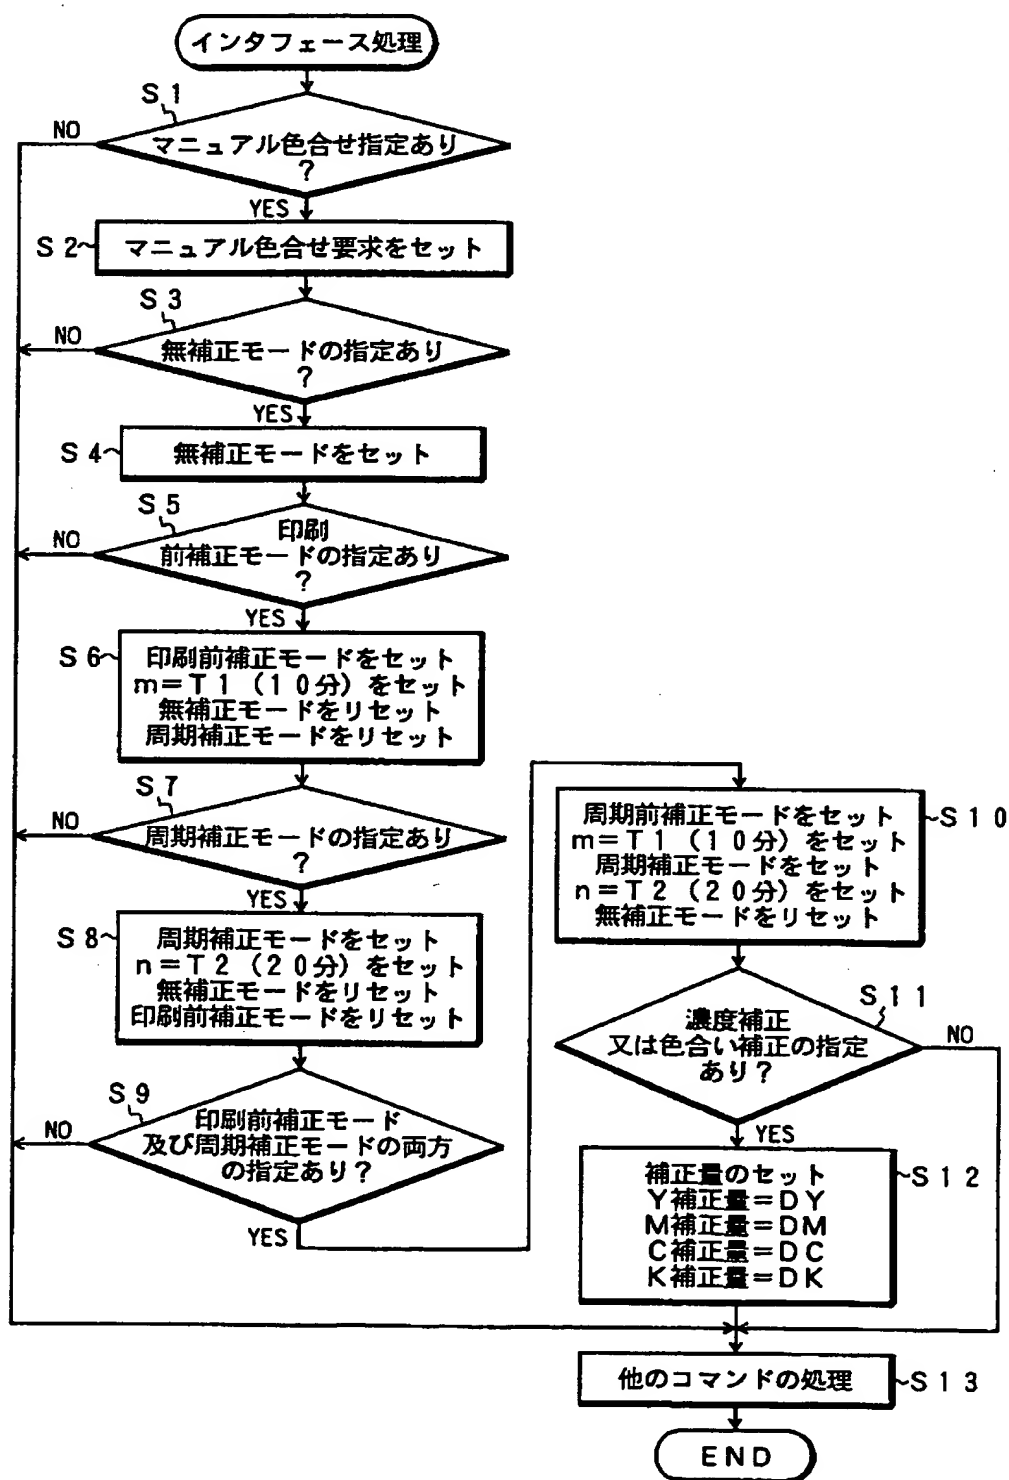 インタフェース処理
S1
マニュアル色合せ指定あり
?
NO
YES
S2
マニュアル色合せ要求をセット
S3
無補正モードの指定あり
?
NO
YES
S4
無補正モードをセット
S5
印刷
前補正モードの指定あり
?
NO
YES
S6
印刷前補正モードをセット
m=T1(10分)をセット
無補正モードをリセット
周期補正モードをリセット
S7
周期補正モードの指定あり
?
NO
YES
S8
周期補正モードをセット
n=T2(20分)をセット
無補正モードをリセット
印刷前補正モードをリセット
S9
印刷前補正モード
及び周期補正モードの両方
の指定あり?
NO
YES
S10
周期前補正モードをセット
m=T1(10分)をセット
周期補正モードをセット
n=T2(20分)をセット
無補正モードをリセット
S11
濃度補正
又は色合い補正の指定
あり?
NO
YES
S12
補正量のセット
Y補正量=DY
M補正量=DM
C補正量=DC
K補正量=DK
他のコマンドの処理
S13
END